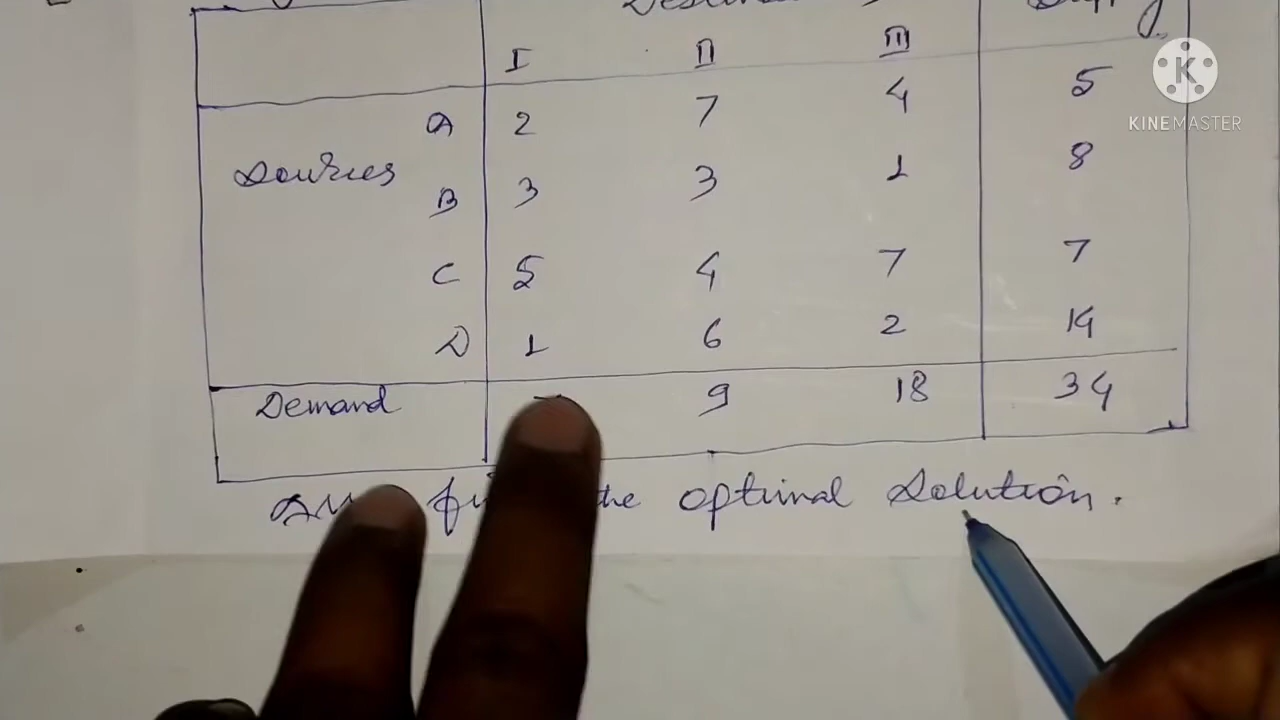 I II III
A 2 7 4 5
Sources
B 3 3 1 8
C 5 4 7 7
D 1 6 2 14
Demand 9 18 34
the optimal Solution.
K
KINEMASTER